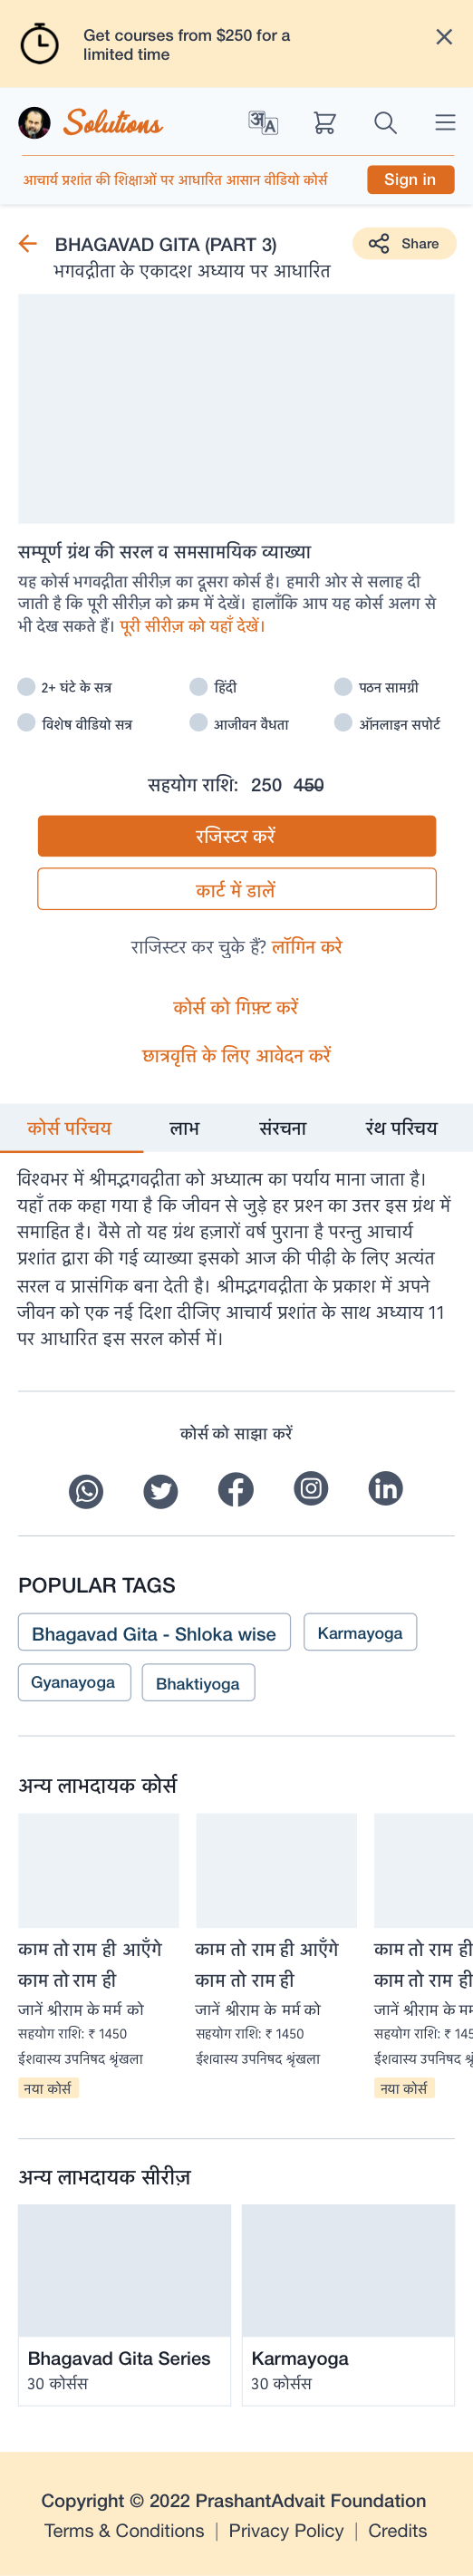 Get courses from $250 for a
limited time
Solutions
अ
A
आचार्य प्रशांत की शिक्षाओं पर आधारित आसान वीडियो कोर्स
Sign in
BHAGAVAD GITA (PART 3)
Share
भगवद्गीता के एकादश अध्याय पर आधारित
सम्पूर्ण ग्रंथ की सरल व समसामयिक व्याख्या
यह कोर्स भगवद्गीता सीरीज़ का दूसरा कोर्स है। हमारी ओर से सलाह दी
जाती है कि पूरी सीरीज़ को क्रम में देखें। हालाँकि आप यह कोर्स अलग से
भी देख सकते हैं। पूरी सीरीज़ को यहाँ देखें।
2+ घंटे के सत्र
हिंदी
पठन सामग्री
विशेष वीडियो सत्र
आजीवन वैधता
ऑनलाइन सपोर्ट
सहयोग राशि: 250 450
रजिस्टर करें
कार्ट में डालें
राजिस्टर कर चुके हैं? लॉगिन करे
कोर्स को गिफ़्ट करें
छात्रवृत्ति के लिए आवेदन करें
कोर्स परिचय
लाभ
संरचना
रंथ परिचय
विश्वभर में श्रीमद्भगवद्गीता को अध्यात्म का पर्याय माना जाता है।
यहाँ तक कहा गया है कि जीवन से जुड़े हर प्रश्न का उत्तर इस ग्रंथ में
समाहित है। वैसे तो यह ग्रंथ हज़ारों वर्ष पुराना है परन्तु आचार्य
प्रशांत द्वारा की गई व्याख्या इसको आज की पीढ़ी के लिए अत्यंत
सरल व प्रासंगिक बना देती है। श्रीमद्भगवद्गीता के प्रकाश में अपने
जीवन को एक नई दिशा दीजिए आचार्य प्रशांत के साथ अध्याय 11
पर आधारित इस सरल कोर्स में।
कोर्स को साझा करें
POPULAR TAGS
Bhagavad Gita - Shloka wise
Karmayoga
Gyanayoga
Bhaktiyoga
अन्य लाभदायक कोर्स
काम तो राम ही आएँगे
काम तो राम ही
जानें श्रीराम के मर्म को
सहयोग राशि: ₹ 1450
ईशवास्य उपनिषद श्रृंखला
नया कोर्स
काम तो राम ही आएँगे
काम तो राम ही
जानें श्रीराम के मर्म को
सहयोग राशि: ₹ 1450
ईशवास्य उपनिषद श्रृंखला
काम तो राम ही
काम तो राम ही
जानें श्रीराम के
सहयोग राशि: ₹
ईशवास्य उपनिषद
नया कोर्स
अन्य लाभदायक सीरीज़
Bhagavad Gita Series
30 कोर्सस
Karmayoga
30 कोर्सस
Copyright © 2022 PrashantAdvait Foundation
Terms & Conditions | Privacy Policy | Credits